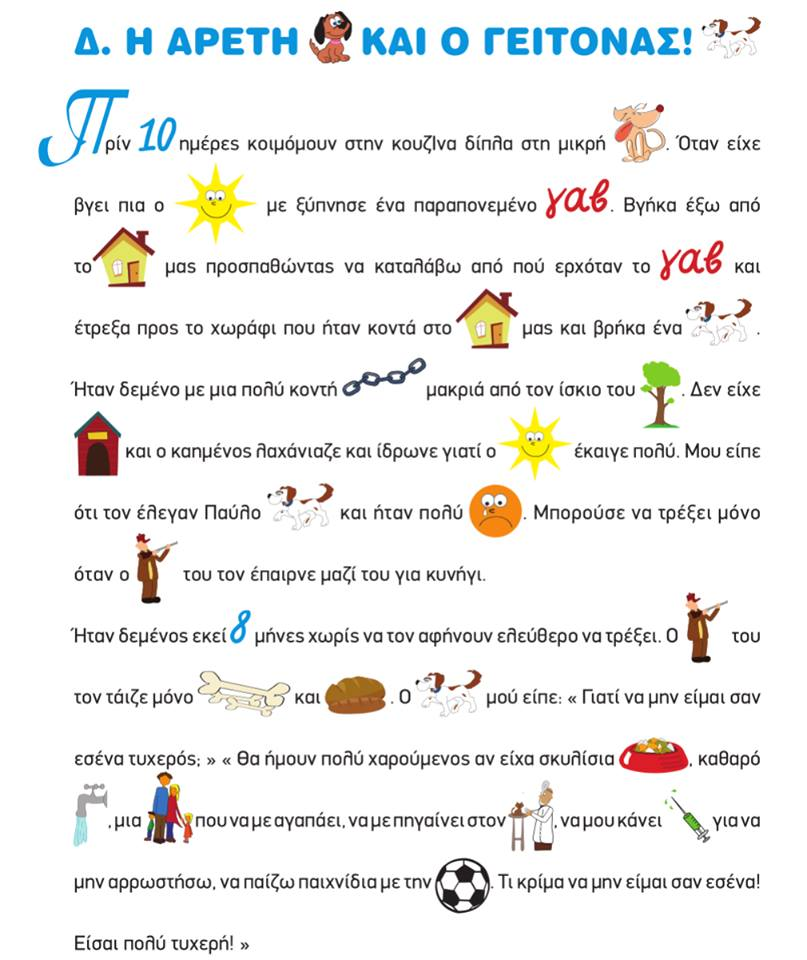 Δ. Η ΑΡΕΤΗ ΚΑΙ Ο ΓΕΙΤΟΝΑΣ!
Πρίν 10 ημέρες κοιμόμουν στην κουζΙνα δίπλα στη μικρή . Όταν είχε
βγει πια ο με ξύπνησε ένα παραπονεμένο γαβ. Βγήκα έξω από
το μας προσπαθώντας να καταλάβω από πού ερχόταν το γαβ και
έτρεξα προς το χωράφι που ήταν κοντά στο μας και βρήκα ένα .
Ήταν δεμένο με μια πολύ κοντή μακριά από τον ίσκιο του . Δεν είχε
και ο καημένος λαχάνιαζε και ίδρωνε γιατί ο έκαιγε πολύ. Μου είπε
ότι τον έλεγαν Παύλο και ήταν πολύ . Μπορούσε να τρέξει μόνο
όταν ο του τον έπαιρνε μαζί του για κυνήγι.
Ήταν δεμένος εκεί 8 μήνες χωρίς να τον αφήνουν ελεύθερο να τρέξει. Ο του
τον τάιζε μόνο και . Ο μού είπε: « Γιατί να μην είμαι σαν
εσένα τυχερός; » « Θα ήμουν πολύ χαρούμενος αν είχα σκυλίσια , καθαρό
, μια που να με αγαπάει, να με πηγαίνει στον , να μου κάνει για να
μην αρρωστήσω, να παίζω παιχνίδια με την . Τι κρίμα να μην είμαι σαν εσένα!
Είσαι πολύ τυχερή! »